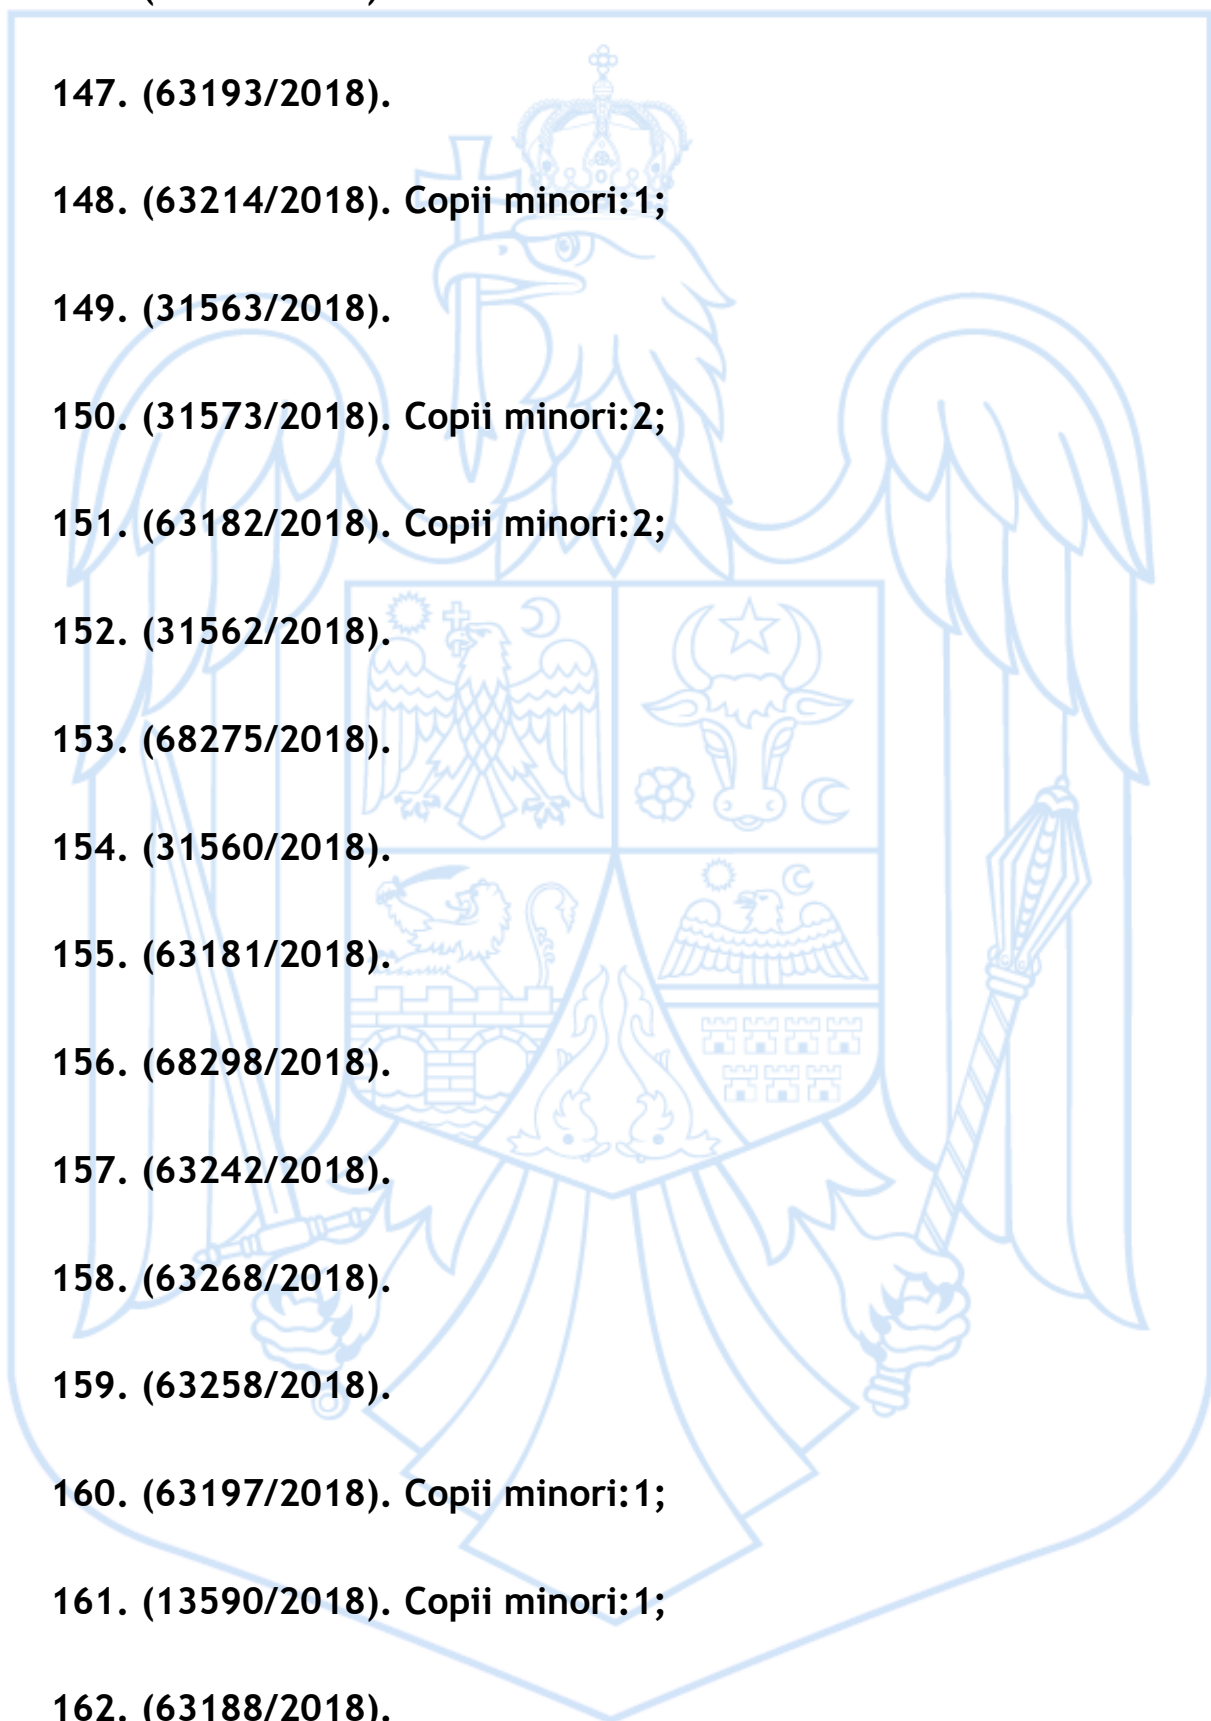 147. (63193/2018).
148. (63214/2018). Copii minori:1;
149. (31563/2018).
150. (31573/2018). Copii minori:2;
151. (63182/2018). Copii minori:2;
152. (31562/2018).
153. (68275/2018).
154. (31560/2018).
155. (63181/2018).
156. (68298/2018).
157. (63242/2018).
158. (63268/2018).
159. (63258/2018).
160. (63197/2018). Copii minori:1;
161. (13590/2018). Copii minori:1;
162. (63188/2018).